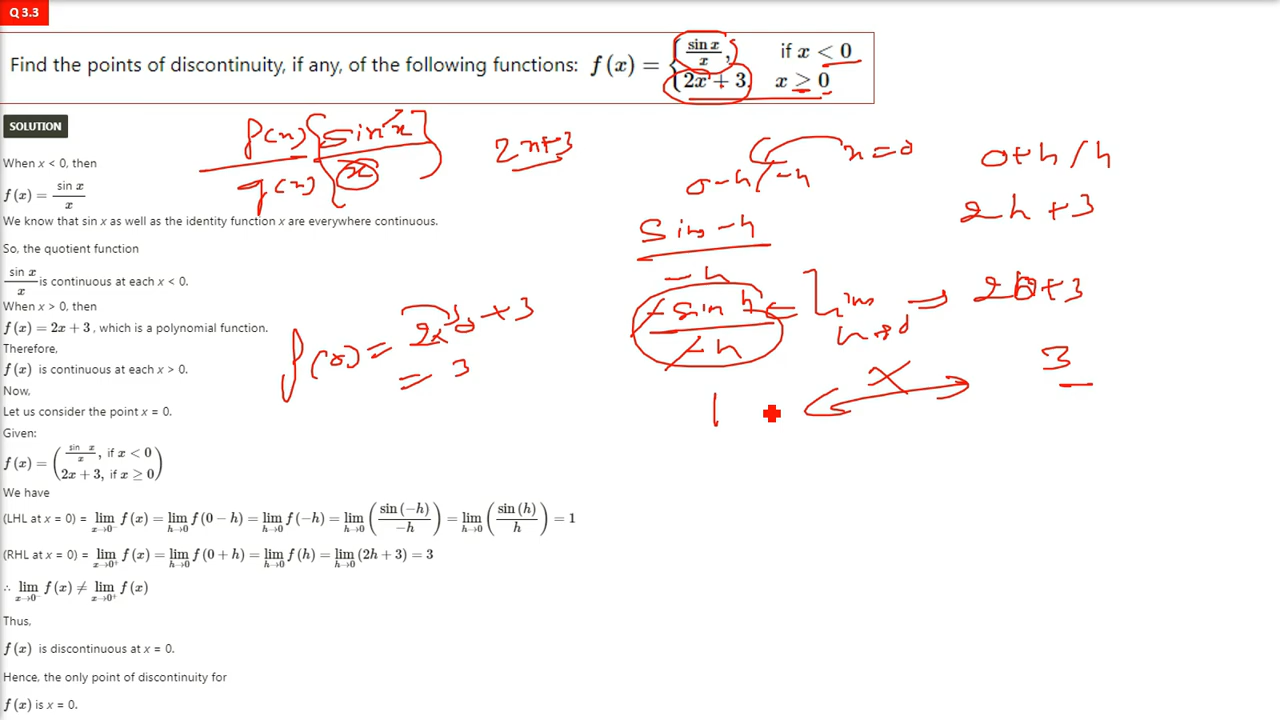 Q 3.3
Find the points of discontinuity, if any, of the following functions: f(x) = { sin x / x, if x < 0
2x + 3, x ≥ 0
SOLUTION
When x < 0, then
f(x) = sin x / x
We know that sin x as well as the identity function x are everywhere continuous.
So, the quotient function
sin x / x is continuous at each x < 0.
When x > 0, then
f(x) = 2x + 3, which is a polynomial function.
Therefore,
f(x) is continuous at each x > 0.
Now,
Let us consider the point x = 0.
Given:
f(x) = ( sin x / x, if x < 0
2x + 3, if x ≥ 0 )
We have
(LHL at x = 0) = lim x→0⁻ f(x) = lim h→0 f(0 − h) = lim h→0 f(−h) = lim h→0 ( sin (−h) / −h ) = lim h→0 ( sin (h) / h ) = 1
(RHL at x = 0) = lim x→0⁺ f(x) = lim h→0 f(0 + h) = lim h→0 f(h) = lim h→0 (2h + 3) = 3
∴ lim x→0⁻ f(x) ≠ lim x→0⁺ f(x)
Thus,
f(x) is discontinuous at x = 0.
Hence, the only point of discontinuity for
f(x) is x = 0.
f(x) { sin x
g(x) { x
2x+3
x=0
0-h/-h
0+h/h
sin -h
-h
2h+3
-sin h
-h
lim
h→0
3
1
f(0) =
= 3